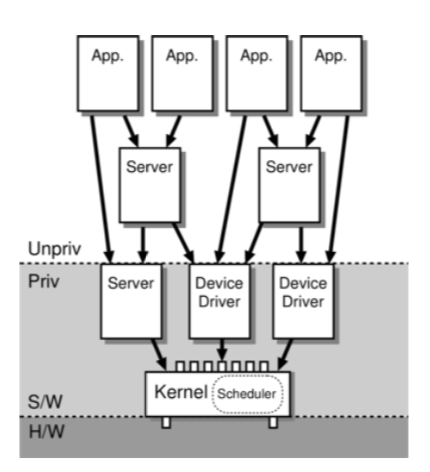 App.
App.
App.
App.
Server
Server
Unpriv
Priv
Server
Device
Driver
Device
Driver
Kernel
Scheduler
S/W
H/W